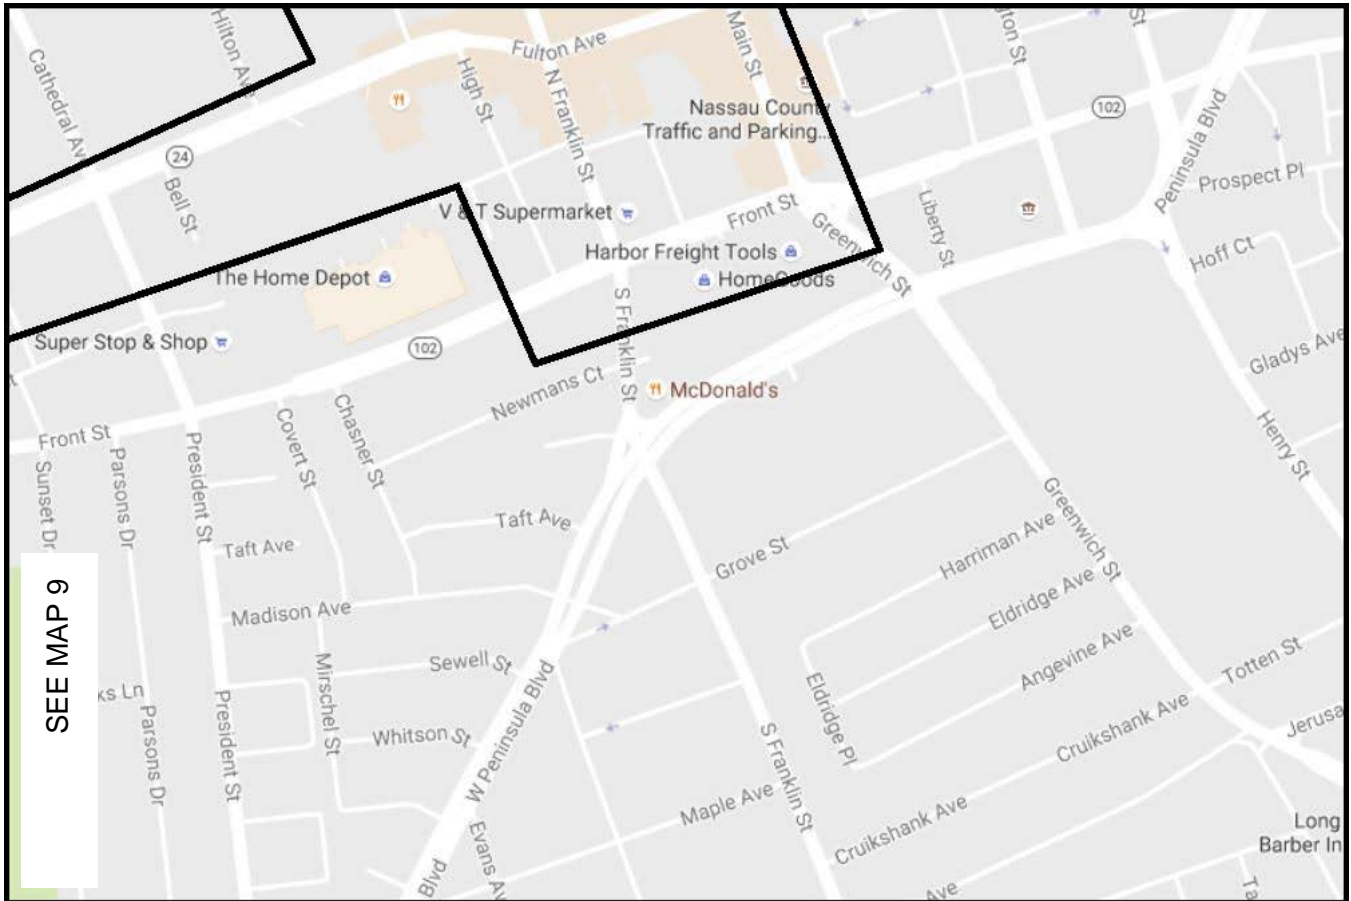 Hilton Ave
Cathedral Av
Fulton Ave
High St
N Franklin St
Main St
St
Nassau County
Traffic and Parking...
102
24
Bell St
Peninsula Blvd
Prospect Pl
V & T Supermarket
Front St
Liberty St
Greenwich St
Hoff Ct
Harbor Freight Tools
HomeGoods
The Home Depot
S Franklin St
Super Stop & Shop
102
Gladys Ave
Newmans Ct
McDonald's
Front St
Covert St
Chasner St
Henry St
Sunset Dr
Parsons Dr
President St
Greenwich St
Taft Ave
Taft Ave
Grove St
Harriman Ave
Eldridge Ave
Madison Ave
SEE MAP 9
Angevine Ave
Sewell St
Mirschel St
Totten St
ks Ln
Parsons Dr
President St
W Peninsula Blvd
Eldridge Pl
Cruikshank Ave
Jerusa
Whitson St
S Franklin St
Maple Ave
Cruikshank Ave
Long
Barber In
Evans Av
Blvd
Ave
Ta